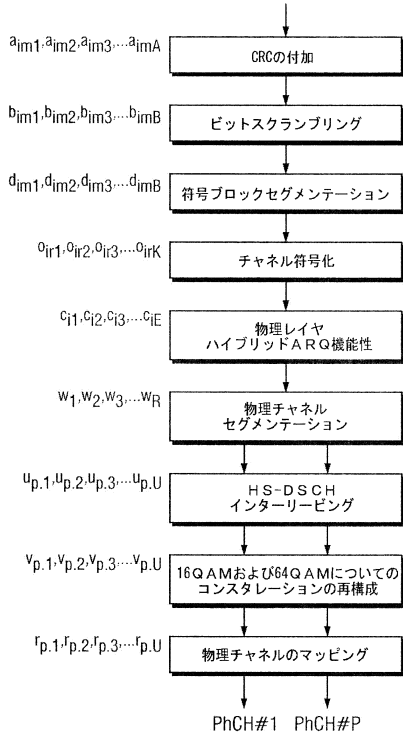 a_im1,a_im2,a_im3,...a_imA
CRCの付加
b_im1,b_im2,b_im3,...b_imB
ビットスクランブリング
d_im1,d_im2,d_im3,...d_imB
符号ブロックセグメンテーション
o_ir1,o_ir2,o_ir3,...o_irK
チャネル符号化
c_i1,c_i2,c_i3,...c_iE
物理レイヤ
ハイブリッドARQ機能性
w_1,w_2,w_3,...w_R
物理チャネル
セグメンテーション
u_p.1,u_p.2,u_p.3,...u_p.U
HS-DSCH
インターリービング
v_p.1,v_p.2,v_p.3,...v_p.U
16QAMおよび64QAMについての
コンスタレーションの再構成
r_p.1,r_p.2,r_p.3,...r_p.U
物理チャネルのマッピング
PhCH#1 PhCH#P